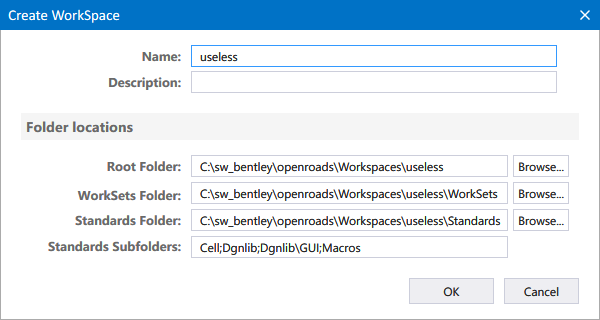 Create WorkSpace
Name: useless
Description:
Folder locations
Root Folder: C:\sw_bentley\openroads\Workspaces\useless Browse...
WorkSets Folder: C:\sw_bentley\openroads\Workspaces\useless\WorkSets Browse...
Standards Folder: C:\sw_bentley\openroads\Workspaces\useless\Standards Browse...
Standards Subfolders: Cell;Dgnlib;Dgnlib\GUI;Macros
OK Cancel